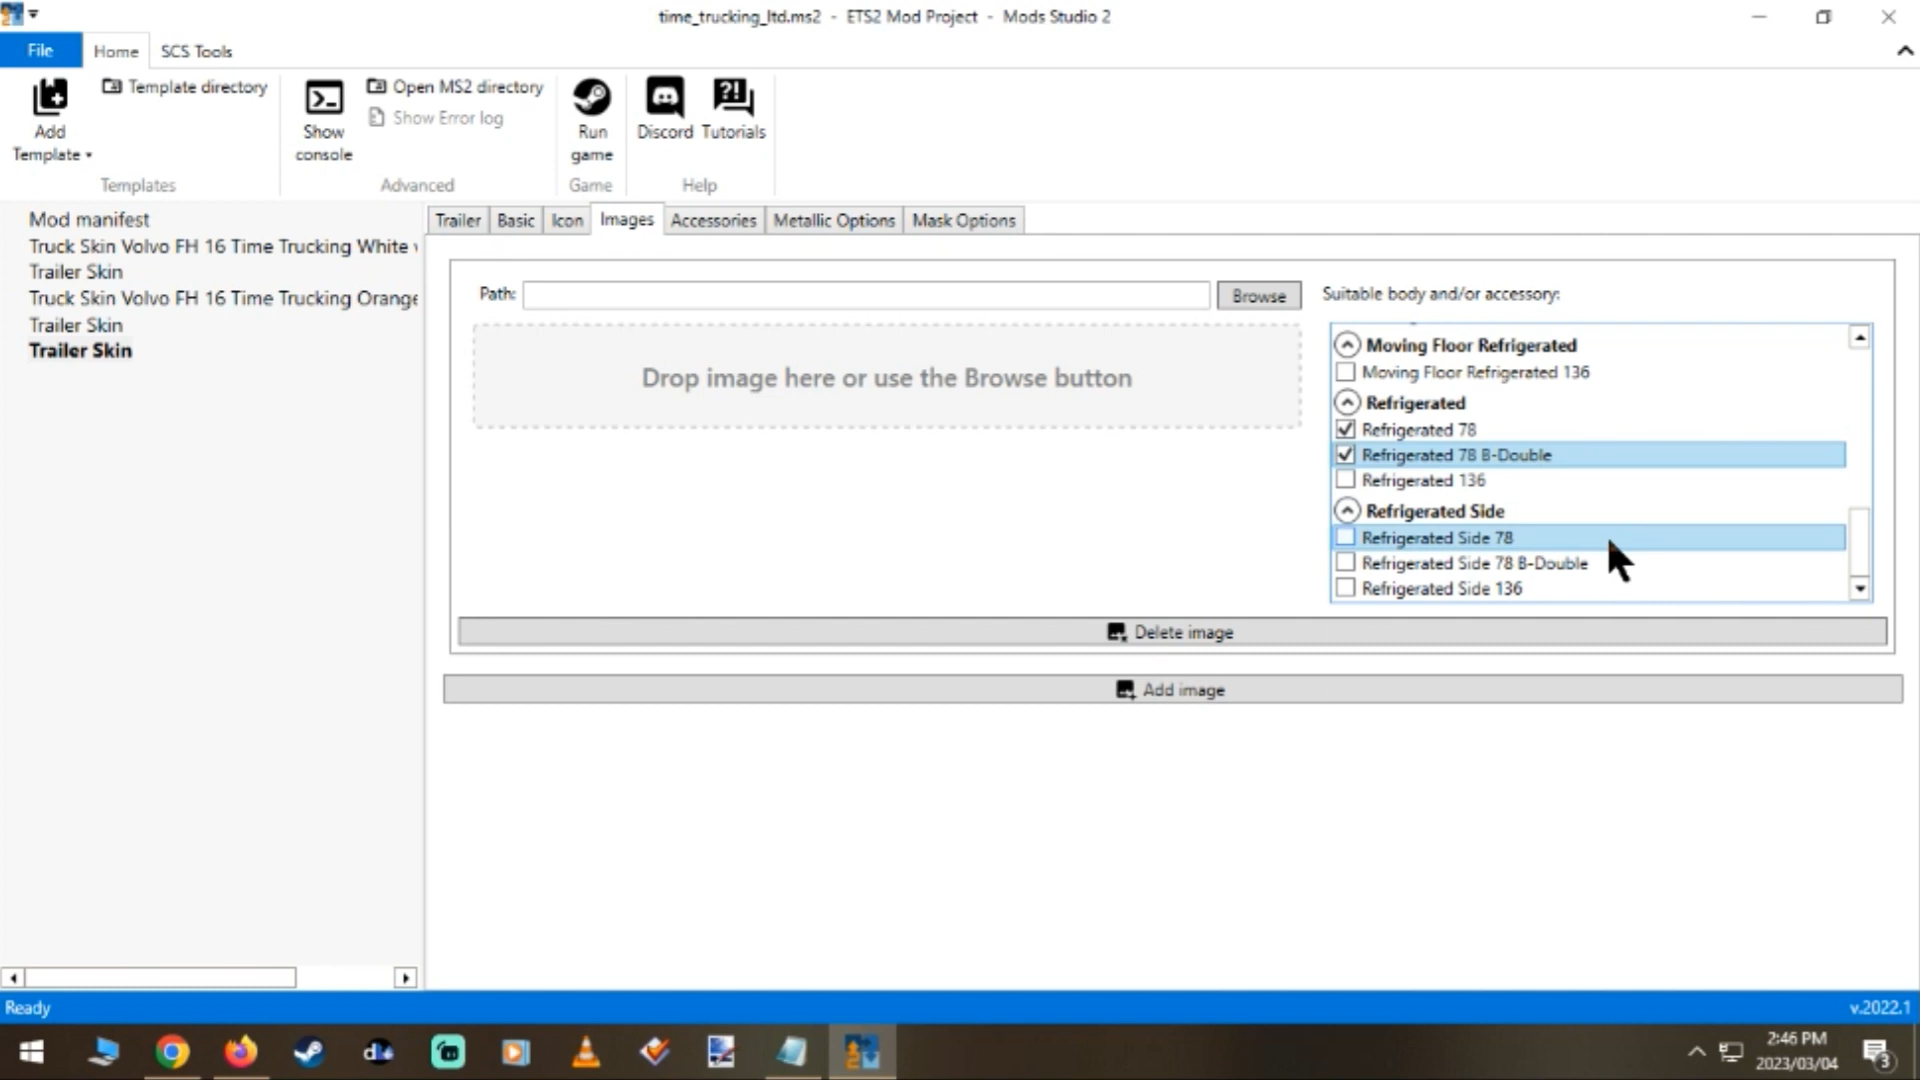 time_trucking_ltd.ms2 - ETS2 Mod Project - Mods Studio 2
File Home SCS Tools
Add Template
Template directory
Templates
Show console
Open MS2 directory
Show Error log
Advanced
Run game
Game
Discord
Tutorials
Help
Mod manifest
Truck Skin Volvo FH 16 Time Trucking White
Trailer Skin
Truck Skin Volvo FH 16 Time Trucking Orange
Trailer Skin
Trailer Skin
Trailer Basic Icon Images Accessories Metallic Options Mask Options
Path: Browse Suitable body and/or accessory:
Drop image here or use the Browse button
Moving Floor Refrigerated
Moving Floor Refrigerated 136
Refrigerated
Refrigerated 78
Refrigerated 78 B-Double
Refrigerated 136
Refrigerated Side
Refrigerated Side 78
Refrigerated Side 78 B-Double
Refrigerated Side 136
Delete image
Add image
Ready v.2022.1
2:46 PM
2023/03/04
3